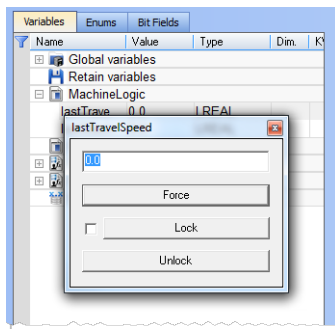 Variables Enums Bit Fields
Name Value Type Dim.
Global variables
Retain variables
MachineLogic
lastTrave 0.0 LREAL
lastTravelSpeed
0.0
Force
Lock
Unlock